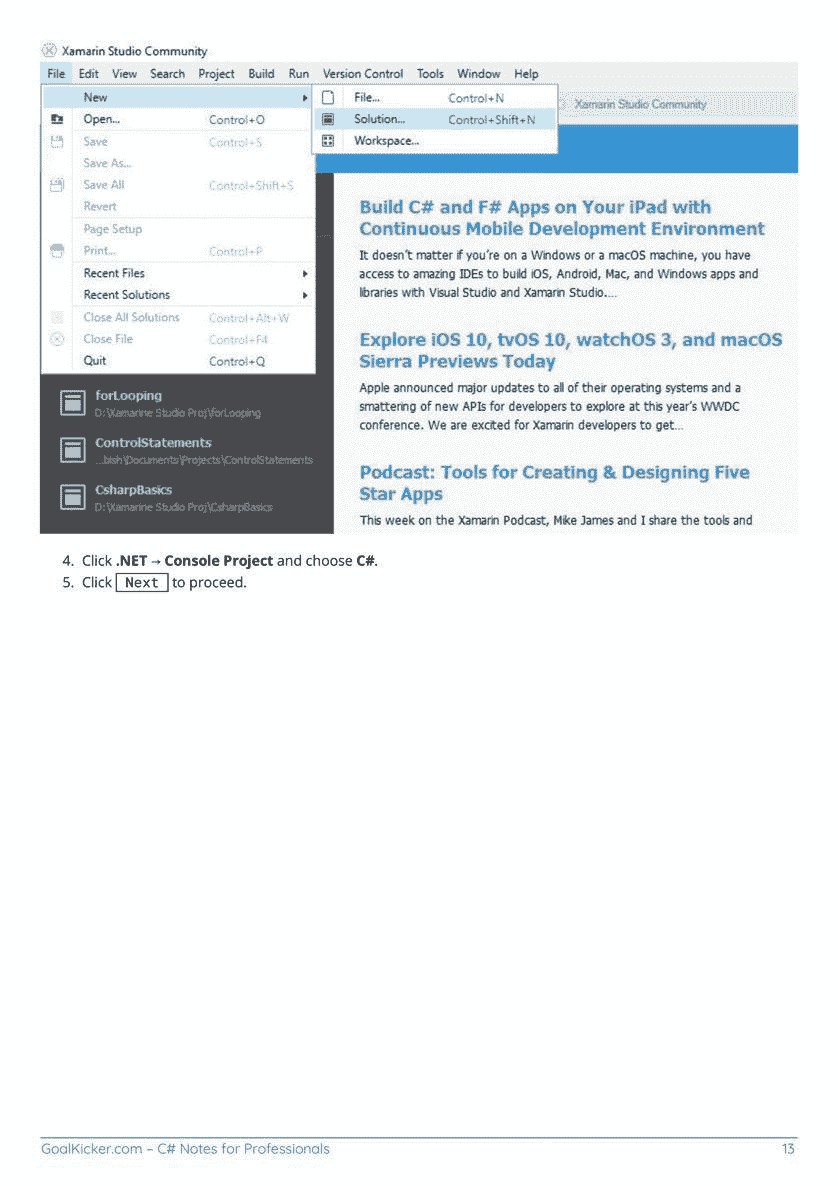 Xamarin Studio Community
File Edit View Search Project Build Run Version Control Tools Window Help
New
File... Control+N
Xamarin Studio Community
Open... Control+O
Solution... Control+Shift+N
Save Control+S
Workspace...
Save As...
Save All Control+Shift+S
Revert
Page Setup
Print... Control+P
Recent Files
Recent Solutions
Close All Solutions Control+Alt+W
Close File Control+F4
Quit Control+Q
forLooping
D:\Xamarine Studio Proj\forLooping
ControlStatements
...bish\Documents\Projects\ControlStatements
CsharpBasics
D:\Xamarine Studio Proj\CsharpBasics
Build C# and F# Apps on Your iPad with
Continuous Mobile Development Environment
It doesn't matter if you're on a Windows or a macOS machine, you have
access to amazing IDEs to build iOS, Android, Mac, and Windows apps and
libraries with Visual Studio and Xamarin Studio....
Explore iOS 10, tvOS 10, watchOS 3, and macOS
Sierra Previews Today
Apple announced major updates to all of their operating systems and a
smattering of new APIs for developers to explore at this year's WWDC
conference. We are excited for Xamarin developers to get...
Podcast: Tools for Creating & Designing Five
Star Apps
This week on the Xamarin Podcast, Mike James and I share the tools and
4. Click .NET → Console Project and choose C#.
5. Click Next to proceed.
GoalKicker.com – C# Notes for Professionals 13